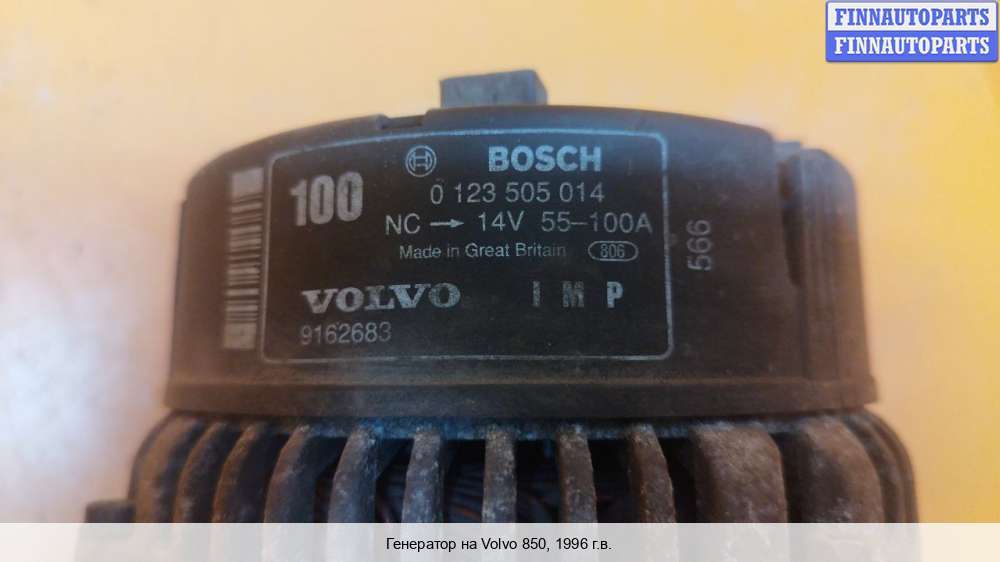 FINNAUTOPARTS
FINNAUTOPARTS
100
BOSCH
0 123 505 014
NC → 14V 55–100A
Made in Great Britain 806
VOLVO I M P
9162683
566
Генератор на Volvo 850, 1996 г.в.